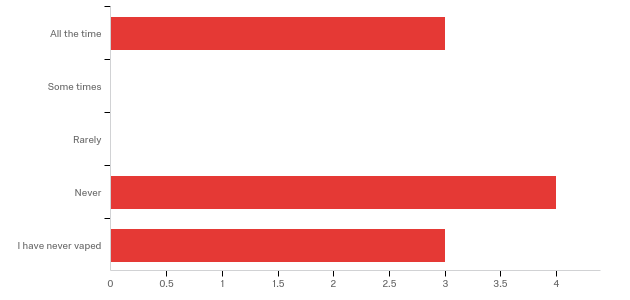 All the time
Some times
Rarely
Never
I have never vaped
0 0.5 1 1.5 2 2.5 3 3.5 4